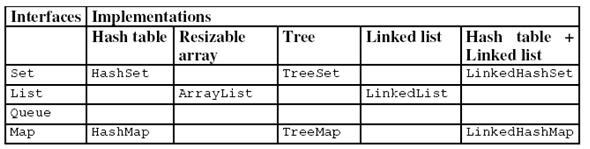 Interfaces Implementations
Hash table Resizable array Tree Linked list Hash table + Linked list
Set HashSet TreeSet LinkedHashSet
List ArrayList LinkedList
Queue
Map HashMap TreeMap LinkedHashMap